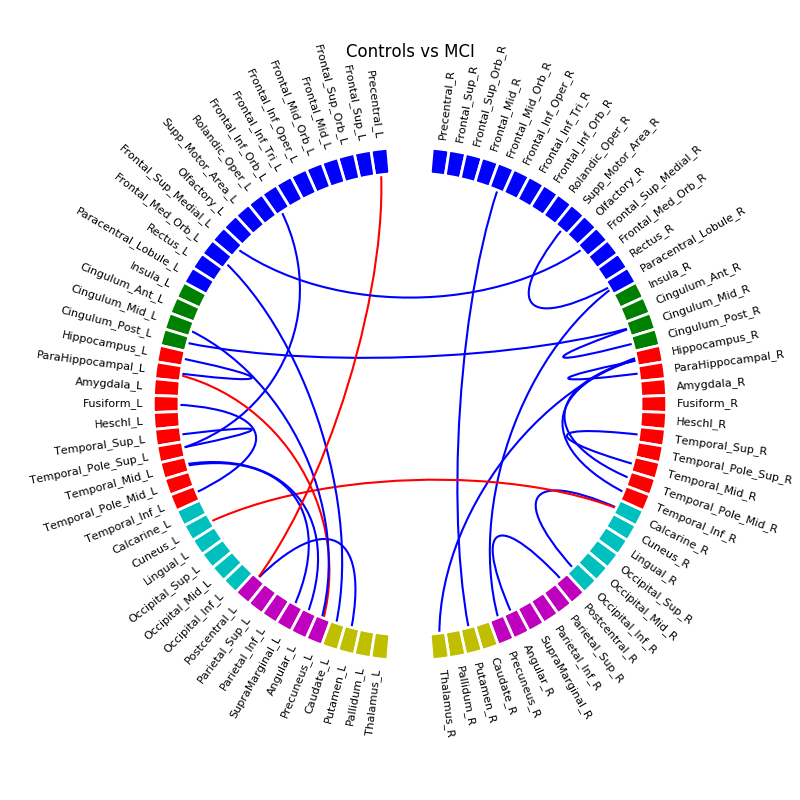 Controls vs MCI
Precentral_L
Frontal_Sup_L
Frontal_Sup_Orb_L
Frontal_Mid_L
Frontal_Mid_Orb_L
Frontal_Inf_Oper_L
Frontal_Inf_Tri_L
Frontal_Inf_Orb_L
Rolandic_Oper_L
Supp_Motor_Area_L
Olfactory_L
Frontal_Sup_Medial_L
Frontal_Med_Orb_L
Rectus_L
Paracentral_Lobule_L
Insula_L
Cingulum_Ant_L
Cingulum_Mid_L
Cingulum_Post_L
Hippocampus_L
ParaHippocampal_L
Amygdala_L
Fusiform_L
Heschl_L
Temporal_Sup_L
Temporal_Pole_Sup_L
Temporal_Mid_L
Temporal_Pole_Mid_L
Temporal_Inf_L
Calcarine_L
Cuneus_L
Lingual_L
Occipital_Sup_L
Occipital_Mid_L
Occipital_Inf_L
Postcentral_L
Parietal_Sup_L
Parietal_Inf_L
SupraMarginal_L
Angular_L
Precuneus_L
Caudate_L
Putamen_L
Pallidum_L
Thalamus_L
Precentral_R
Frontal_Sup_R
Frontal_Sup_Orb_R
Frontal_Mid_R
Frontal_Mid_Orb_R
Frontal_Inf_Oper_R
Frontal_Inf_Tri_R
Frontal_Inf_Orb_R
Rolandic_Oper_R
Supp_Motor_Area_R
Olfactory_R
Frontal_Sup_Medial_R
Frontal_Med_Orb_R
Rectus_R
Paracentral_Lobule_R
Insula_R
Cingulum_Ant_R
Cingulum_Mid_R
Cingulum_Post_R
Hippocampus_R
ParaHippocampal_R
Amygdala_R
Fusiform_R
Heschl_R
Temporal_Sup_R
Temporal_Pole_Sup_R
Temporal_Mid_R
Temporal_Pole_Mid_R
Temporal_Inf_R
Calcarine_R
Cuneus_R
Lingual_R
Occipital_Sup_R
Occipital_Mid_R
Occipital_Inf_R
Postcentral_R
Parietal_Sup_R
Parietal_Inf_R
SupraMarginal_R
Angular_R
Precuneus_R
Caudate_R
Putamen_R
Pallidum_R
Thalamus_R